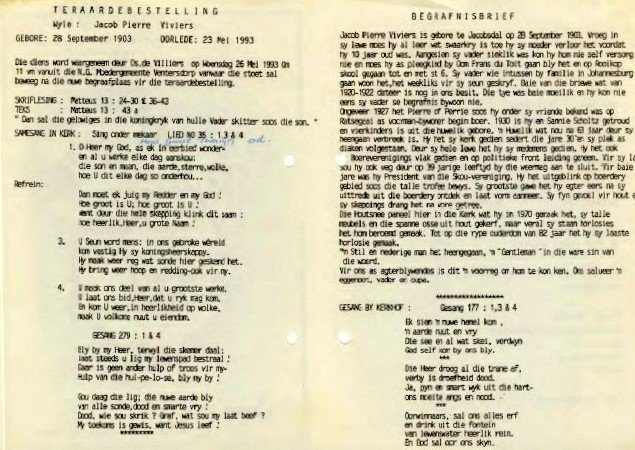 TERAARDEBESTELLING
Wyle : Jacob Pierre Viviers
GEBORE: 28 September 1903 OORLEDE: 23 Mei 1993
Die diens word waargeneem deur Ds.de Villiers op Woensdag 26 Mei 1993 Om
11 vm vanuit die N.G. Moedergemeente Ventersdorp vanwaar die stoet sal
beweeg na die nuwe begraafplaas vir die teraardebestelling.
SKRIFLESING : Matteus 13 : 24-30 & 36-43
TEKS : Matteus 13 : 43 a
" Dan sal die gelowiges in die koningkryk van hulle Vader skitter soos die son. "
SAMESANG IN KERK : Sing onder mekaar LIED NO 35 : 1,3 & 4
1. O Heer my God, as ek in eerbied wonder
en al u werke elke dag aanskou:
die son en maan, die aarde,sterre,wolke,
hoe U dit elke dag so onderhou...
Refrein:
Dan moet ek juig my Redder en my God !
Hoe groot is U; hoe groot is U !
want deur die hele skepping klink dit saam :
hoe heerlik,Heer,u grote Naam !
3. U Seun word mens: in ons gebroke wêreld
kom vestig Hy sy koningsheerskappy.
Hy maak weer reg wat sonde hier geskend het.
Hy bring weer hoop en redding-ook vir my.
4. U maak ons deel van al u grootste werke.
U laat ons bid,Heer,dat u ryk mag kom.
En kom U weer,in heerlikheid op wolke,
maak U volkome nuut u eiendom.
GESANG 279 : 1 & 4
Bly by my Heer, terwyl die skemer daal;
laat steeds u lig my lewenspad bestraal !
Daar is geen ander hulp of troos vir my-
Hulp van die hul-pe-lo-se, bly my by !
Gou daag die lig; die nuwe aarde bly
van alle sonde,dood en smarte vry !
Dood, wie sou skrik ? Graf, wat sou my laat beef ?
My toekoms is gewis, want Jesus leef !
*********
BEGRAFNISBRIEF
Jacob Pierre Viviers is gebore te Jacobsdal op 28 September 1903. Vroeg in
sy lewe moes hy al leer wat swaarkry is toe hy sy moeder verloor het voordat
hy 10 jaar oud was. Aangesien sy vader sieklik was kon hy hom nie self versorg
nie en moes hy as pleegkind by Oom Frans du Toit gaan bly het en op Rooikop
skool gegaan tot en met st 6. Sy vader wie intussen by familie in Johannesburg
gaan woon het,het weekliks vir sy seun geskryf. Baie van die briewe wat van
1920-1922 dateer is nog in ons besit. Die tye was baie moeilik en hy kon nie
eens sy vader se begrafnis bywoon nie.
Ongeveer 1927 het Pierre of Perrie soos hy onder sy vriende bekend was op
Ratsegaai as voorman-bywoner begin boer. 1930 is hy en Sannie Scholtz getroud
en vierkinders is uit die huwelik gebore. 'n Huwelik wat nou na 63 jaar deur sy
heengaan verbreek is. Hy het sy kerk gedien sedert die jare 30'en sy plek as
diaken volgestaan. Deur sy hele lewe het hy sy medemens gedien. Hy het ook
Boereverenigings vlak gedien en op politieke front leiding gegee. Vir sy la
sou hy ook veg deur op 39 jarige leeftyd by die weermag aan te sluit. Vir baie
jare was hy President van die Skou-vereniging. Hy het uitgeblink op boerdery
gebied soos die talle trofee bewys. Sy grootste gawe het hy egter eers na sy
uittrede uit die boerdery ontdek en laat vorm aanneem. Sy fyn gevoel vir hout e
sy skeppings drang het na vore getree.
Die Houtsnee paneel hier in die Kerk wat hy in 1970 gemaak het, sy talle
meubels en die spanne osse uit hout gekerf, maar veral sy staan horlosies
het hom beroemd gemaak. Tot op die rype ouderdom van 82 jaar het hy sy laaste
horlosie gemaak.
'n Stil en nederige man het heengegaan, 'n "Gentleman" in die ware sin van
die woord.
Vir ons as agterblywendes is dit 'n voorreg om hom te kon ken. Ons salueer 'n
eggenoot, vader en oupa.
*****************
GESANG BY KERKHOF : Gesang 177 : 1,3 & 4
Ek sien 'n nuwe hemel kom ,
'n aarde nuut en vry
Die see en al wat skei, verdwyn
God self kom by ons bly.
***
Die Heer droog al die trane af,
verby is droefheid dood.
Ja, pyn en smart wyk uit die hart-
ons moeite angs en nood. .
***
Oorwinnaars, sal ons alles erf
en drink uit die fontein
van lewenswater heerlik rein.
En God sal oor ons skyn.